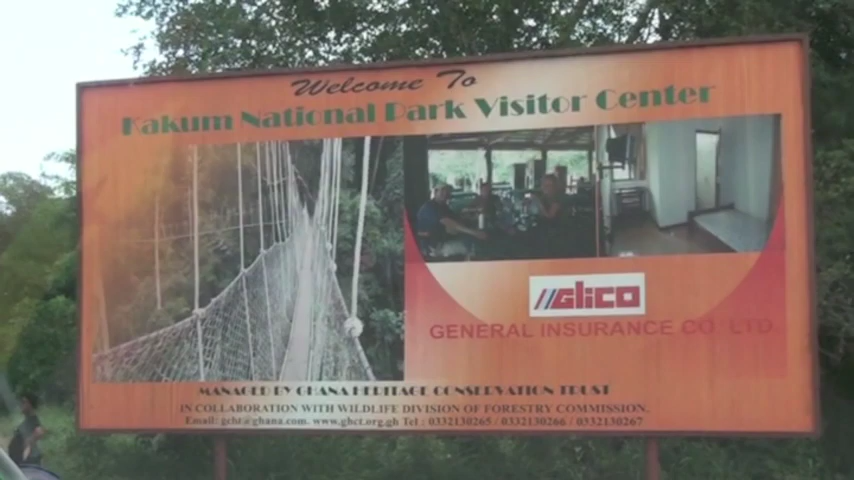 Welcome To
Kakum National Park Visitor Center
GLICO
GENERAL INSURANCE CO. LTD.
MANAGED BY GHANA HERITAGE CONSERVATION TRUST
IN COLLABORATION WITH WILDLIFE DIVISION OF FORESTRY COMMISSION.
Email: gcht@ghana.com. www.ghct.org.gh Tel : 0332130265 / 0332130266 / 0332130267